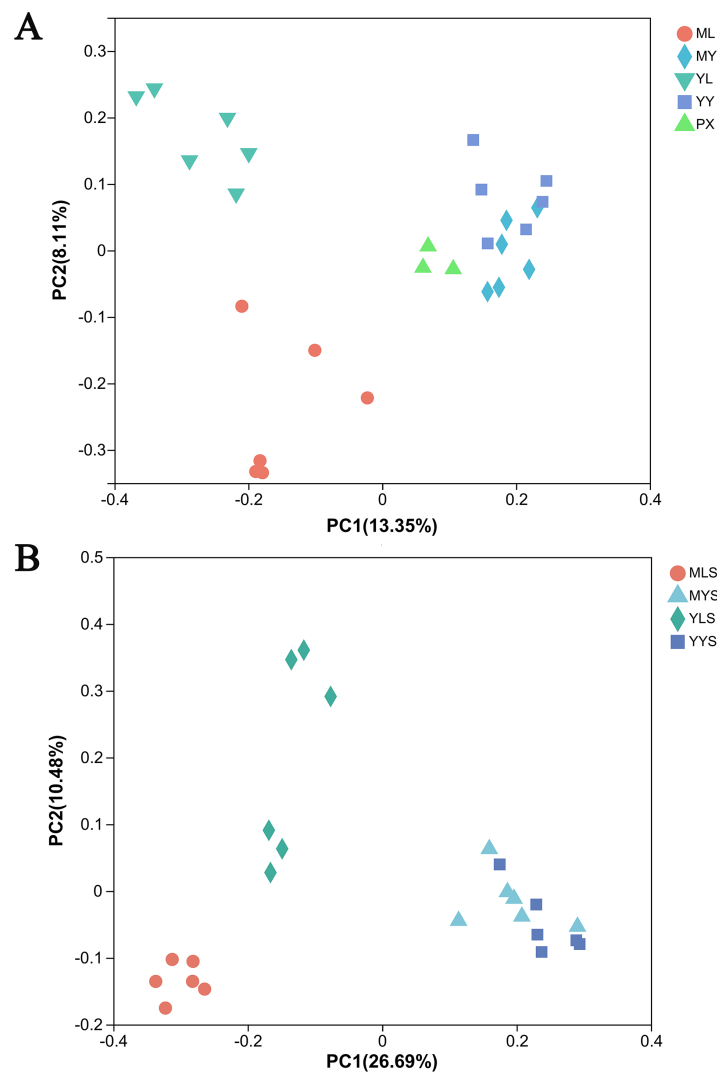 A
ML
MY
YL
YY
PX
0.3
0.2
0.1
0
-0.1
-0.2
-0.3
PC2(8.11%)
-0.4 -0.2 0 0.2 0.4
PC1(13.35%)
B
MLS
MYS
YLS
YYS
0.5
0.4
0.3
0.2
0.1
0
-0.1
-0.2
PC2(10.48%)
-0.4 -0.2 0 0.2 0.4
PC1(26.69%)